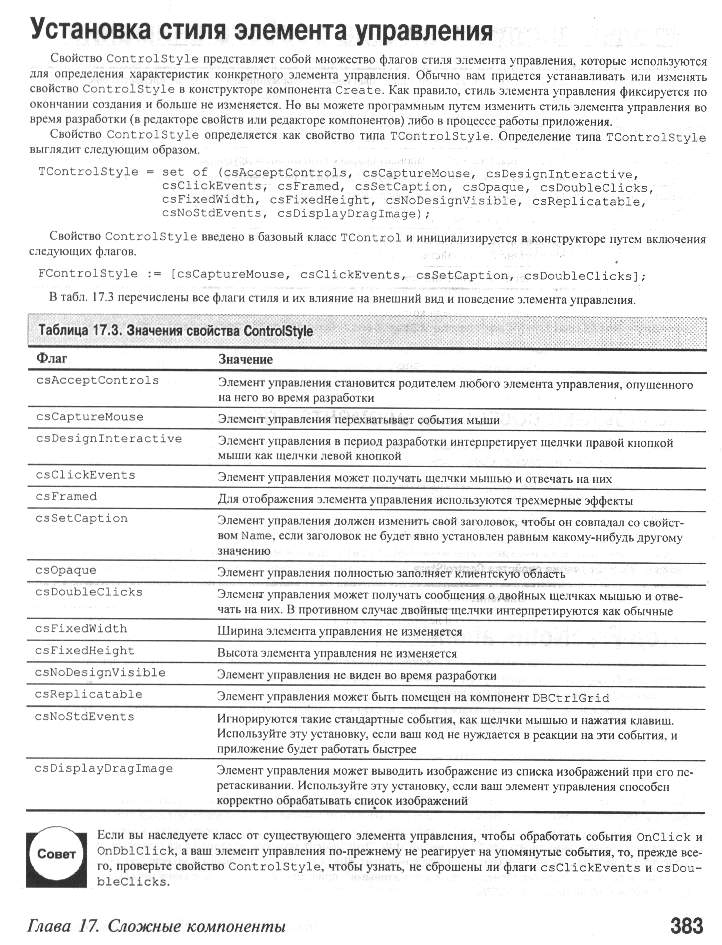 Установка стиля элемента управления
Свойство ControlStyle представляет собой множество флагов стиля элемента управления, которые используются
для определения характеристик конкретного элемента управления. Обычно вам придется устанавливать или изменять
свойство ControlStyle в конструкторе компонента Create. Как правило, стиль элемента управления фиксируется по
окончании создания и больше не изменяется. Но вы можете программным путем изменить стиль элемента управления во
время разработки (в редакторе свойств или редакторе компонентов) либо в процессе работы приложения.
Свойство ControlStyle определяется как свойство типа TControlStyle. Определение типа TControlStyle
выглядит следующим образом.
TControlStyle = set of (csAcceptControls, csCaptureMouse, csDesignInteractive,
csClickEvents, csFramed, csSetCaption, csOpaque, csDoubleClicks,
csFixedWidth, csFixedHeight, csNoDesignVisible, csReplicatable,
csNoStdEvents, csDisplayDragImage);
Свойство ControlStyle введено в базовый класс TControl и инициализируется в конструкторе путем включения
следующих флагов.
FControlStyle := [csCaptureMouse, csClickEvents, csSetCaption, csDoubleClicks];
В табл. 17.3 перечислены все флаги стиля и их влияние на внешний вид и поведение элемента управления.
Таблица 17.3. Значения свойства ControlStyle
Флаг Значение
csAcceptControls Элемент управления становится родителем любого элемента управления, опущенного
на него во время разработки
csCaptureMouse Элемент управления перехватывает события мыши
csDesignInteractive Элемент управления в период разработки интерпретирует щелчки правой кнопкой
мыши как щелчки левой кнопкой
csClickEvents Элемент управления может получать щелчки мышью и отвечать на них
csFramed Для отображения элемента управления используются трехмерные эффекты
csSetCaption Элемент управления должен изменить свой заголовок, чтобы он совпадал со свойст-
вом Name, если заголовок не будет явно установлен равным какому-нибудь другому
значению
csOpaque Элемент управления полностью заполняет клиентскую область
csDoubleClicks Элемент управления может получать сообщения о двойных щелчках мышью и отве-
чать на них. В противном случае двойные щелчки интерпретируются как обычные
csFixedWidth Ширина элемента управления не изменяется
csFixedHeight Высота элемента управления не изменяется
csNoDesignVisible Элемент управления не виден во время разработки
csReplicatable Элемент управления может быть помещен на компонент DBCtrlGrid
csNoStdEvents Игнорируются такие стандартные события, как щелчки мышью и нажатия клавиш.
Используйте эту установку, если ваш код не нуждается в реакции на эти события, и
приложение будет работать быстрее
csDisplayDragImage Элемент управления может выводить изображение из списка изображений при его пе-
ретаскивании. Используйте эту установку, если ваш элемент управления способен
корректно обрабатывать список изображений
Совет
Если вы наследуете класс от существующего элемента управления, чтобы обработать события OnClick и
OnDblClick, а ваш элемент управления по-прежнему не реагирует на упомянутые события, то, прежде все-
го, проверьте свойство ControlStyle, чтобы узнать, не сброшены ли флаги csClickEvents и csDou-
bleClicks.
Глава 17. Сложные компоненты 383